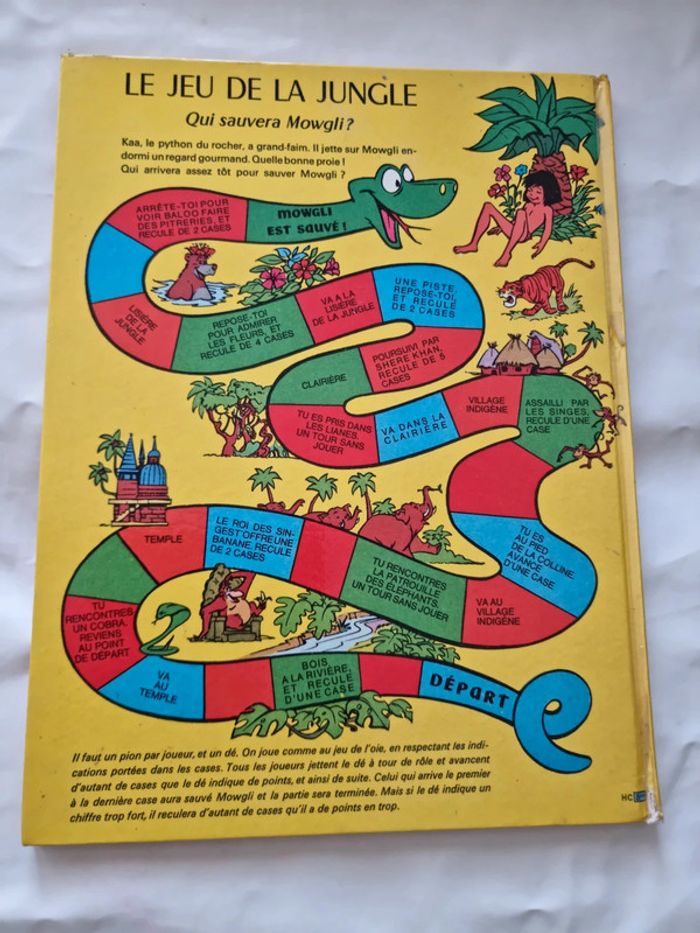 LE JEU DE LA JUNGLE
Qui sauvera Mowgli ?
Kaa, le python du rocher, a grand-faim. Il jette sur Mowgli en-
dormi un regard gourmand. Quelle bonne proie !
Qui arrivera assez tôt pour sauver Mowgli ?
ARRÊTE-TOI POUR
VOIR BALOO FAIRE
DES PITRERIES, ET
RECULE DE 2 CASES
MOWGLI
EST SAUVÉ !
LISIÈRE
DE LA
JUNGLE
REPOSE-TOI
POUR ADMIRER
LES FLEURS, ET
RECULE DE 4 CASES
VA A LA
LISIÈRE
DE LA JUNGLE
UNE PISTE,
REPOSE-TOI,
ET RECULE
DE 2 CASES
CLAIRIÈRE
POURSUIVI PAR
SHERE KHAN,
RECULE DE 5
CASES
TU ES PRIS DANS
LES LIANES,
UN TOUR SANS
JOUER
VA DANS LA
CLAIRIÈRE
VILLAGE
INDIGÈNE
ASSAILLI PAR
LES SINGES,
RECULE D'UNE
CASE
TU ES
AU PIED
DE LA COLLINE
AVANCE
D'UNE CASE
VA AU
VILLAGE
INDIGÈNE
TU RENCONTRES
LA PATROUILLE
DES ÉLÉPHANTS,
UN TOUR SANS JOUER
LE ROI DES SIN-
GES T'OFFRE UNE
BANANE, RECULE
DE 2 CASES
TEMPLE
TU
RENCONTRES
UN COBRA,
REVIENS
AU POINT
DE DÉPART
VA
AU
TEMPLE
BOIS
A LA RIVIÈRE,
ET RECULE
D'UNE CASE
DÉPART
Il faut un pion par joueur, et un dé. On joue comme au jeu de l'oie, en respectant les indi-
cations portées dans les cases. Tous les joueurs jettent le dé à tour de rôle et avancent
d'autant de cases que le dé indique de points, et ainsi de suite. Celui qui arrive le premier
à la dernière case aura sauvé Mowgli et la partie sera terminée. Mais si le dé indique un
chiffre trop fort, il reculera d'autant de cases qu'il a de points en trop.
HC